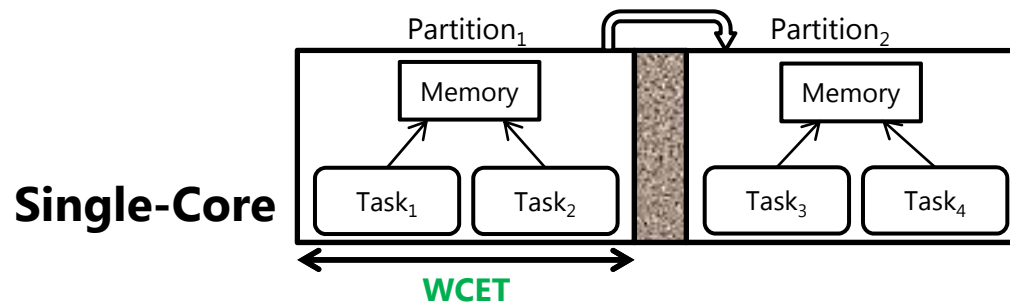 Partition₁
Partition₂
Memory
Memory
Single-Core
Task₁
Task₂
Task₃
Task₄
WCET